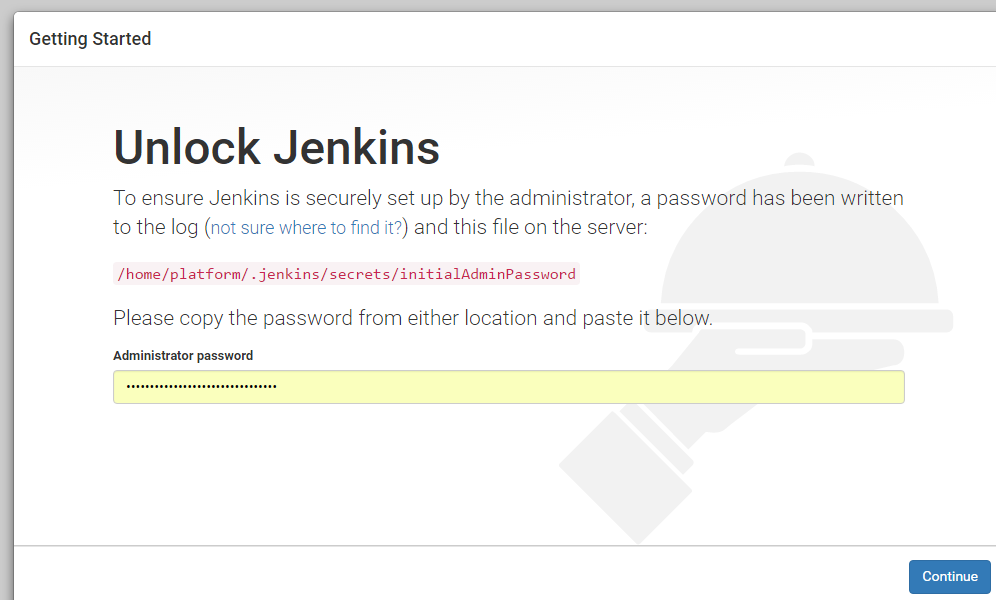 Getting Started
Unlock Jenkins
To ensure Jenkins is securely set up by the administrator, a password has been written
to the log (not sure where to find it?) and this file on the server:
/home/platform/.jenkins/secrets/initialAdminPassword
Please copy the password from either location and paste it below.
Administrator password
••••••••••••••••••••••••••••••••
Continue